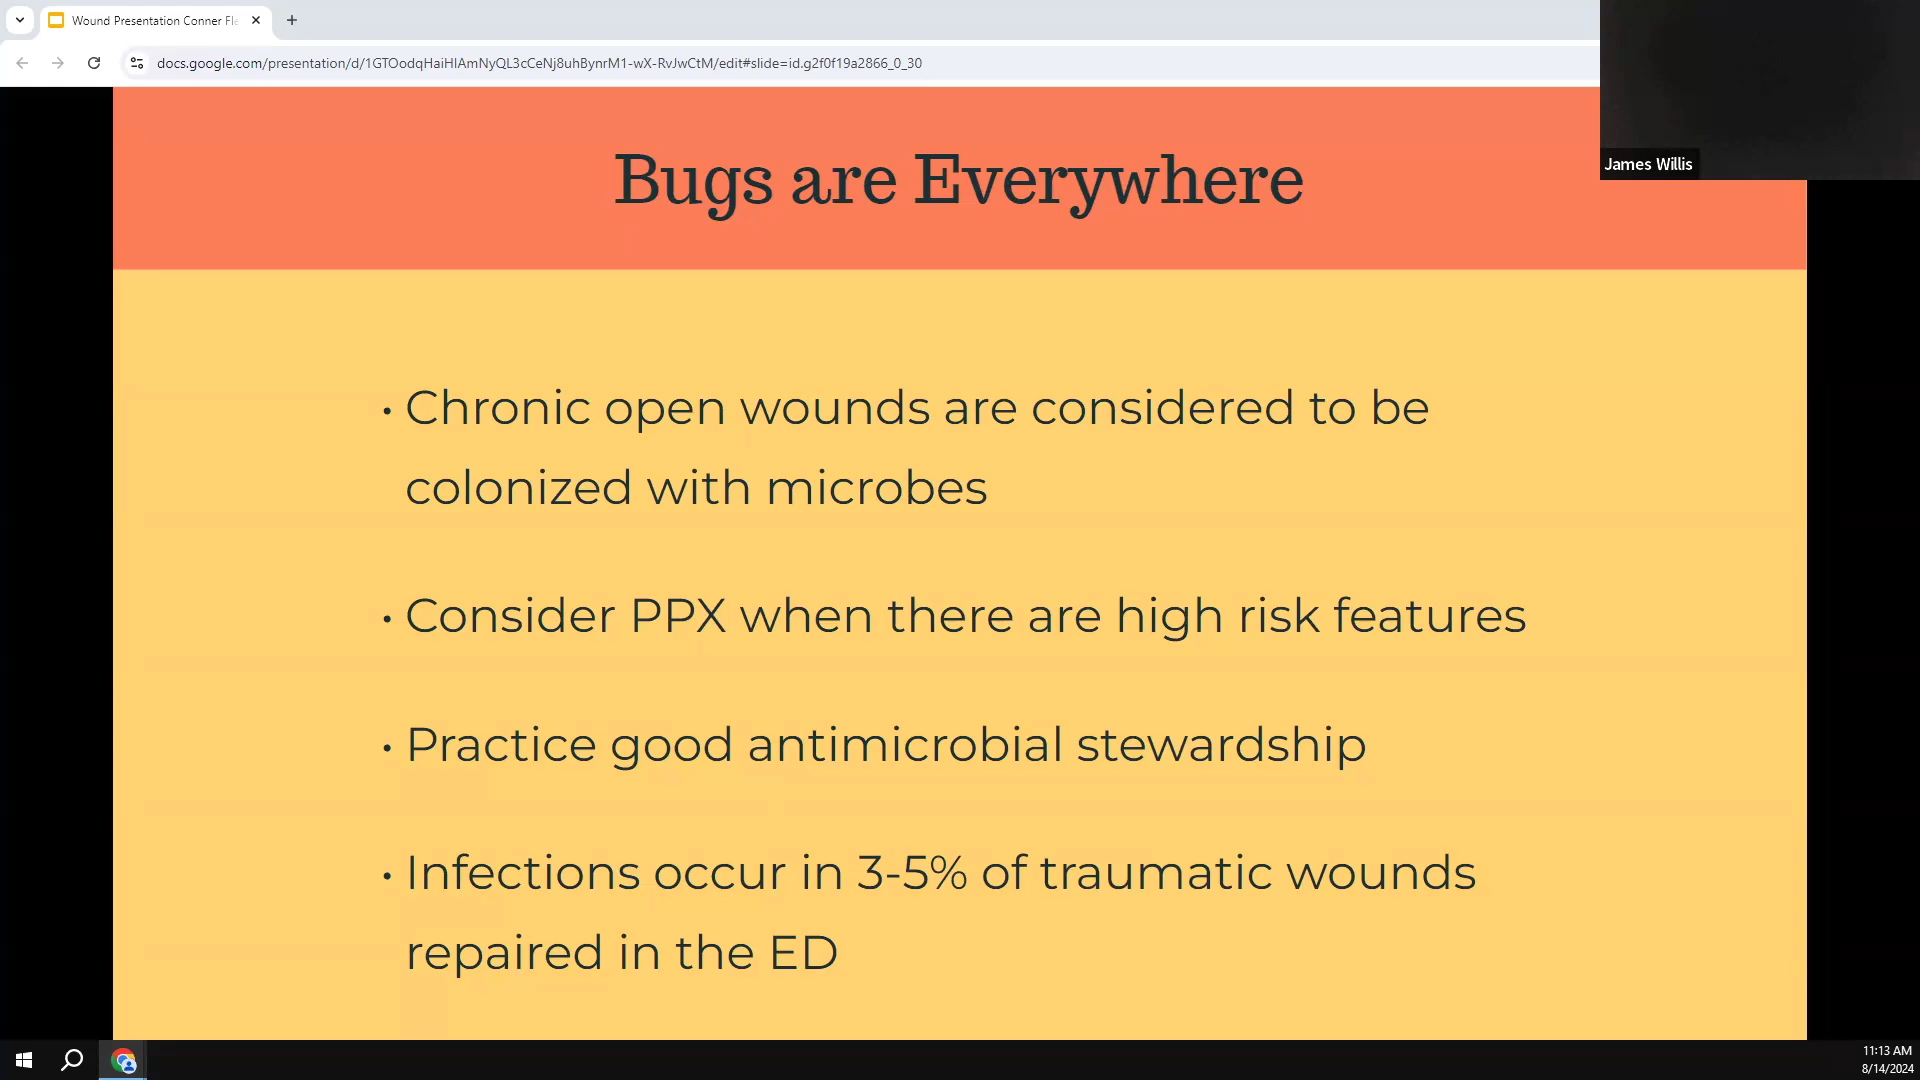 Wound Presentation Conner Fle
docs.google.com/presentation/d/1GTOodqHaiHlAmNyQL3cCeNj8uhBynrM1-wX-RvJwCtM/edit#slide=id.g2f0f19a2866_0_30
James Willis
Bugs are Everywhere
• Chronic open wounds are considered to be
colonized with microbes
• Consider PPX when there are high risk features
• Practice good antimicrobial stewardship
• Infections occur in 3-5% of traumatic wounds
repaired in the ED
11:13 AM
8/14/2024